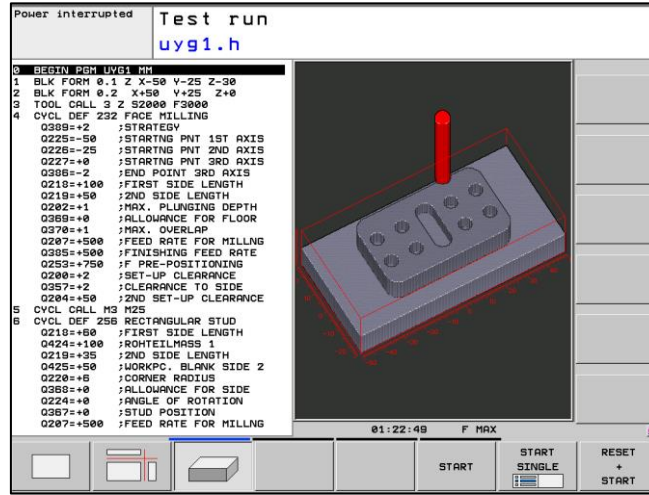 Power interrupted
Test run
uyg1.h
0 BEGIN PGM UYG1 MM
1 BLK FORM 0.1 Z X-50 Y-25 Z-30
2 BLK FORM 0.2 X+50 Y+25 Z+0
3 TOOL CALL 3 Z S2000 F3000
4 CYCL DEF 232 FACE MILLING
Q389=+2 ;STRATEGY
Q225=-50 ;STARTNG PNT 1ST AXIS
Q226=-25 ;STARTNG PNT 2ND AXIS
Q227=+0 ;STARTNG PNT 3RD AXIS
Q386=-2 ;END POINT 3RD AXIS
Q218=+100 ;FIRST SIDE LENGTH
Q219=+50 ;2ND SIDE LENGTH
Q202=+1 ;MAX. PLUNGING DEPTH
Q369=+0 ;ALLOWANCE FOR FLOOR
Q370=+1 ;MAX. OVERLAP
Q207=+500 ;FEED RATE FOR MILLNG
Q385=+500 ;FINISHING FEED RATE
Q253=+750 ;F PRE-POSITIONING
Q200=+2 ;SET-UP CLEARANCE
Q357=+2 ;CLEARANCE TO SIDE
Q204=+50 ;2ND SET-UP CLEARANCE
5 CYCL CALL M3 M25
6 CYCL DEF 256 RECTANGULAR STUD
Q218=+60 ;FIRST SIDE LENGTH
Q424=+100 ;ROHTEILMASS 1
Q219=+35 ;2ND SIDE LENGTH
Q425=+50 ;WORKPC. BLANK SIDE 2
Q220=+6 ;CORNER RADIUS
Q368=+0 ;ALLOWANCE FOR SIDE
Q224=+0 ;ANGLE OF ROTATION
Q367=+0 ;STUD POSITION
Q207=+500 ;FEED RATE FOR MILLNG
01:22:49 F MAX
START
START SINGLE
RESET + START